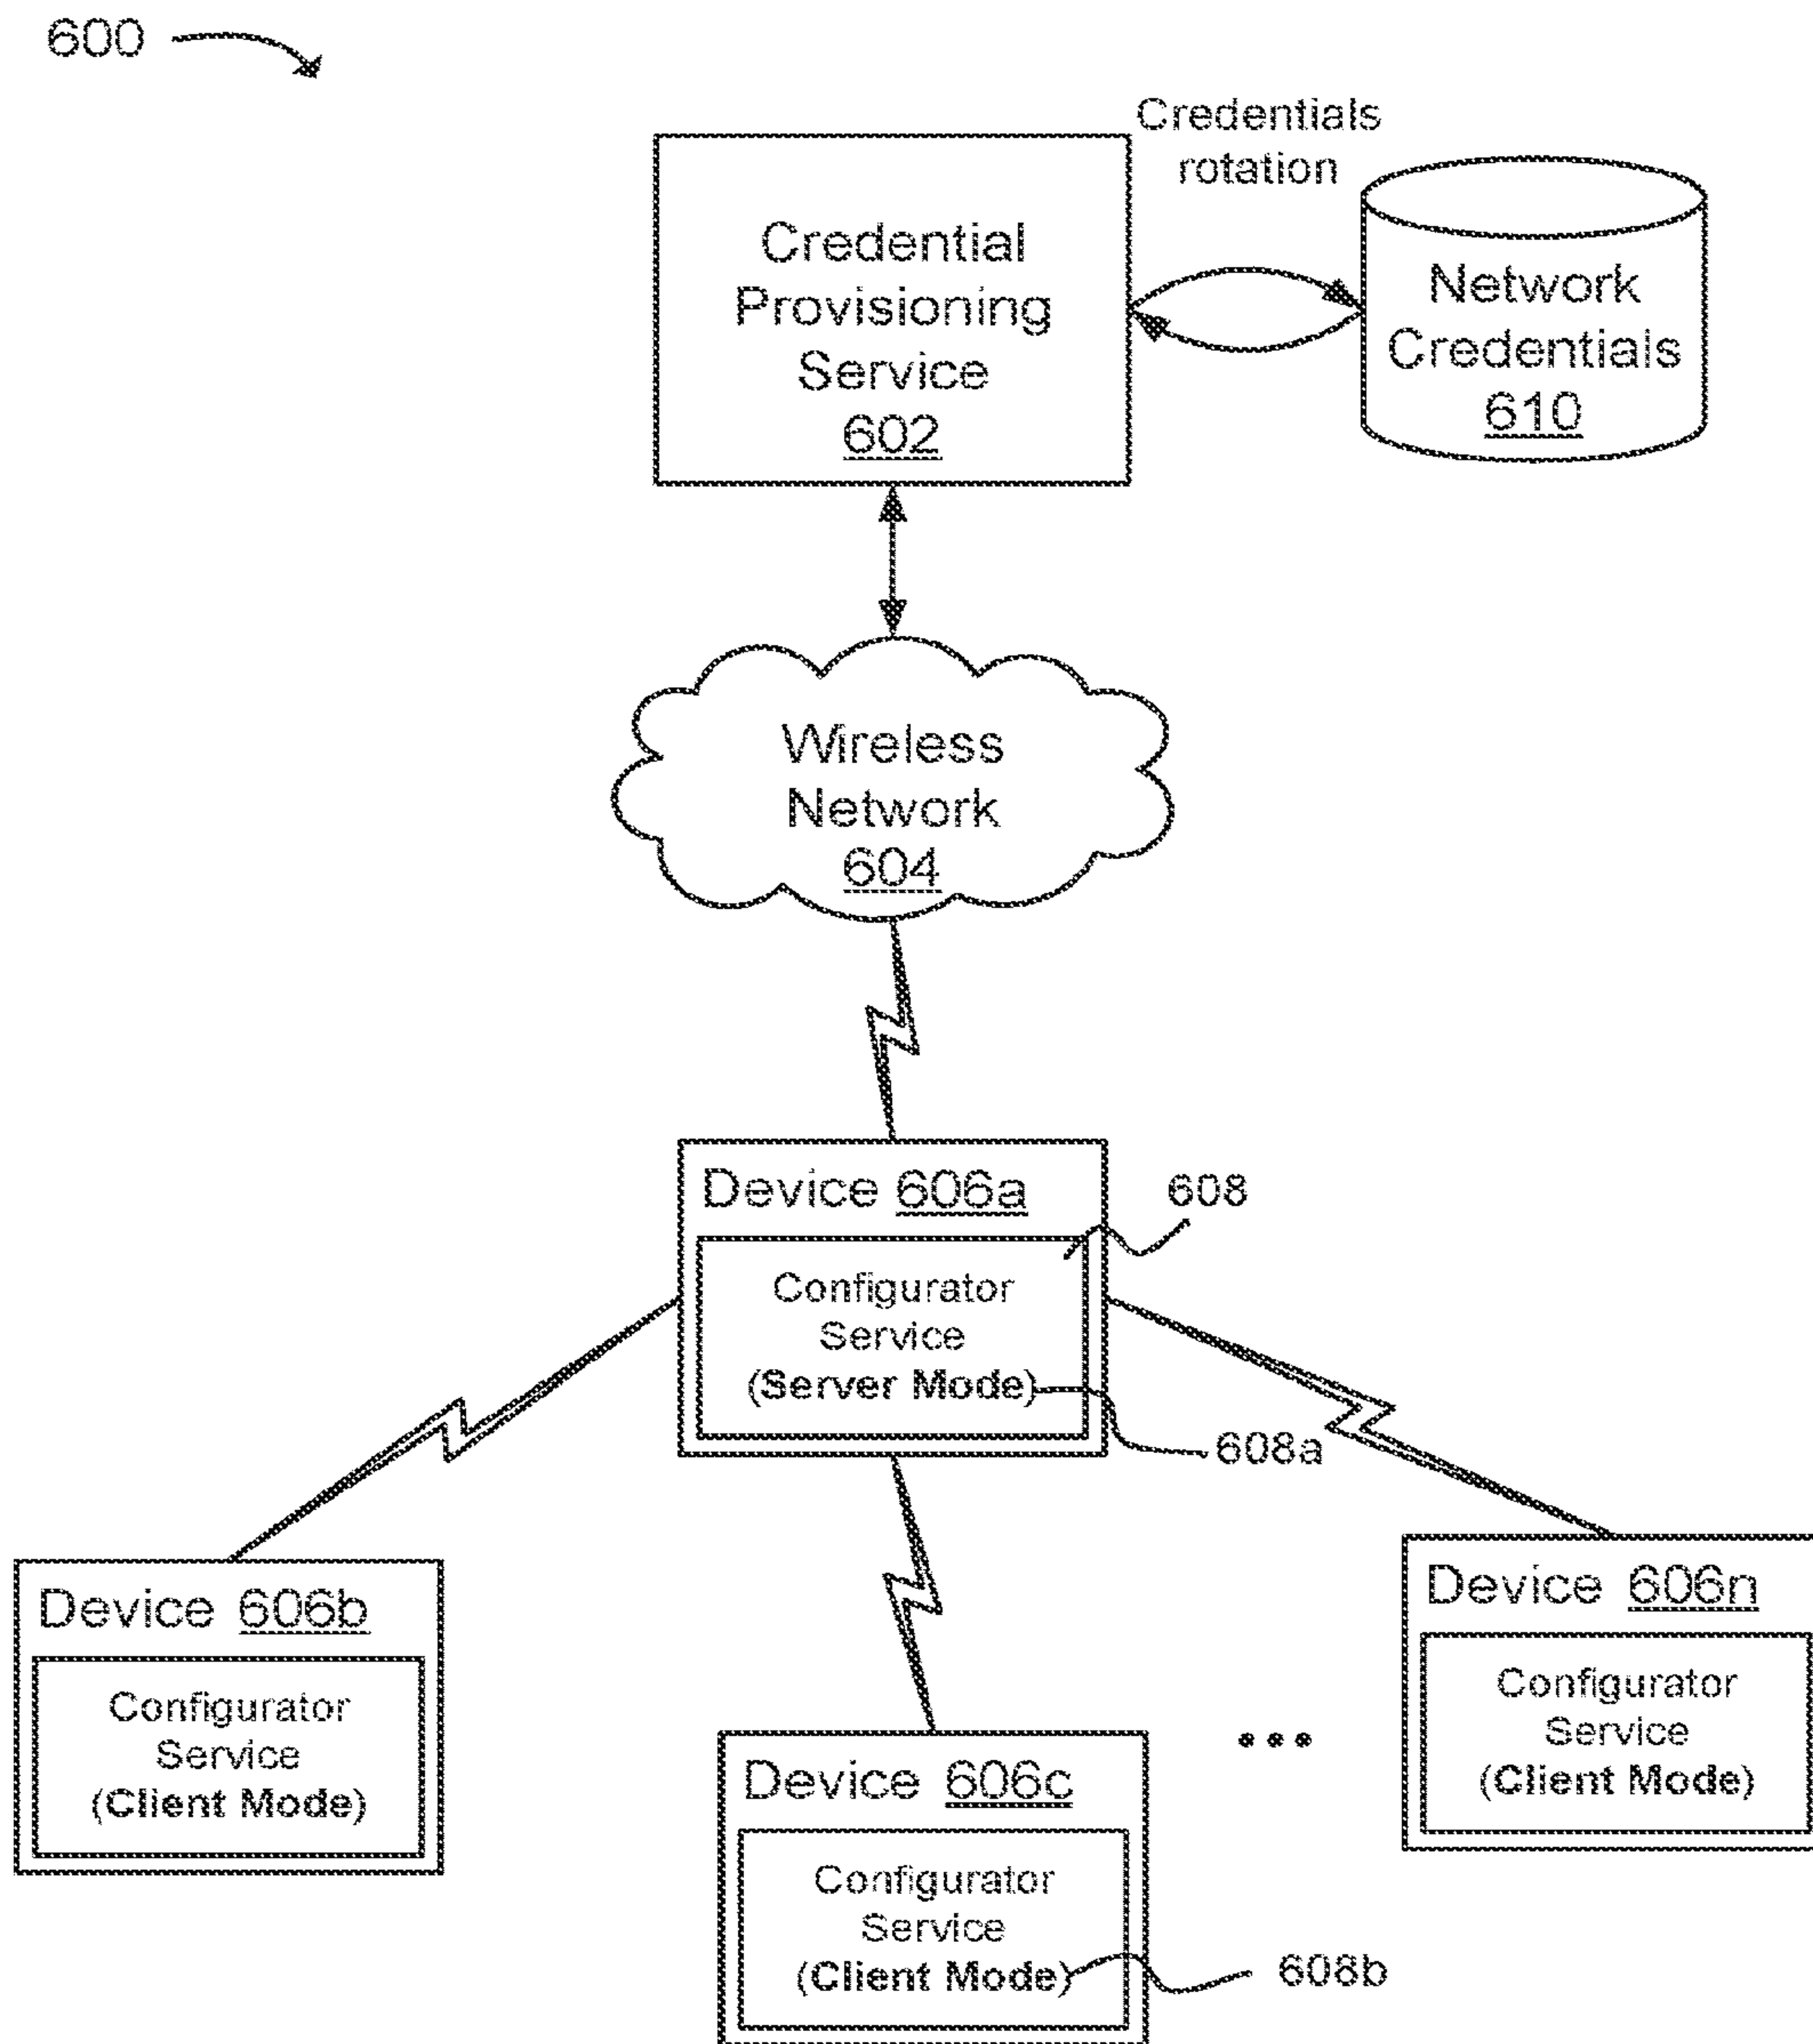 600
Credentials
rotation
Credential
Provisioning
Service
602
Network
Credentials
610
Wireless
Network
604
Device 606a
608
Configurator
Service
(Server Mode)
608a
Device 606b
Configurator
Service
(Client Mode)
Device 606c
Configurator
Service
(Client Mode)
608b
...
Device 606n
Configurator
Service
(Client Mode)